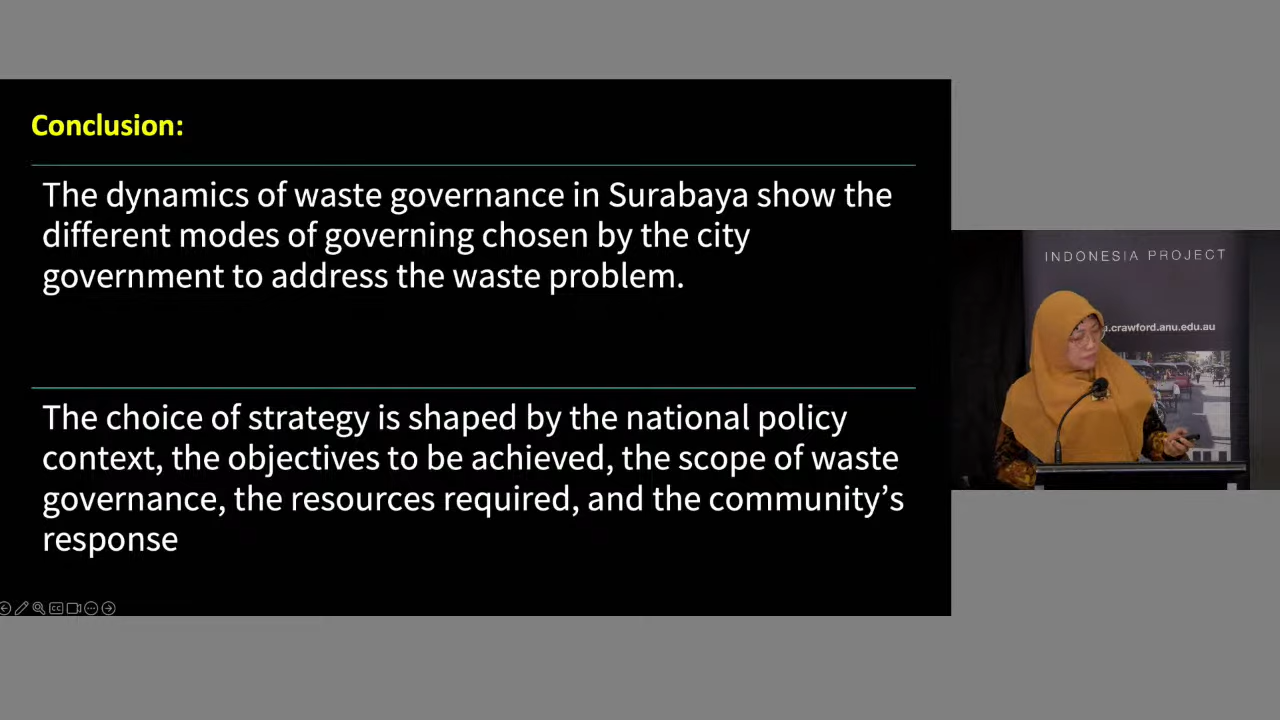 Conclusion:
The dynamics of waste governance in Surabaya show the
different modes of governing chosen by the city
government to address the waste problem.
The choice of strategy is shaped by the national policy
context, the objectives to be achieved, the scope of waste
governance, the resources required, and the community’s
response
INDONESIA PROJECT
.crawford.anu.edu.au